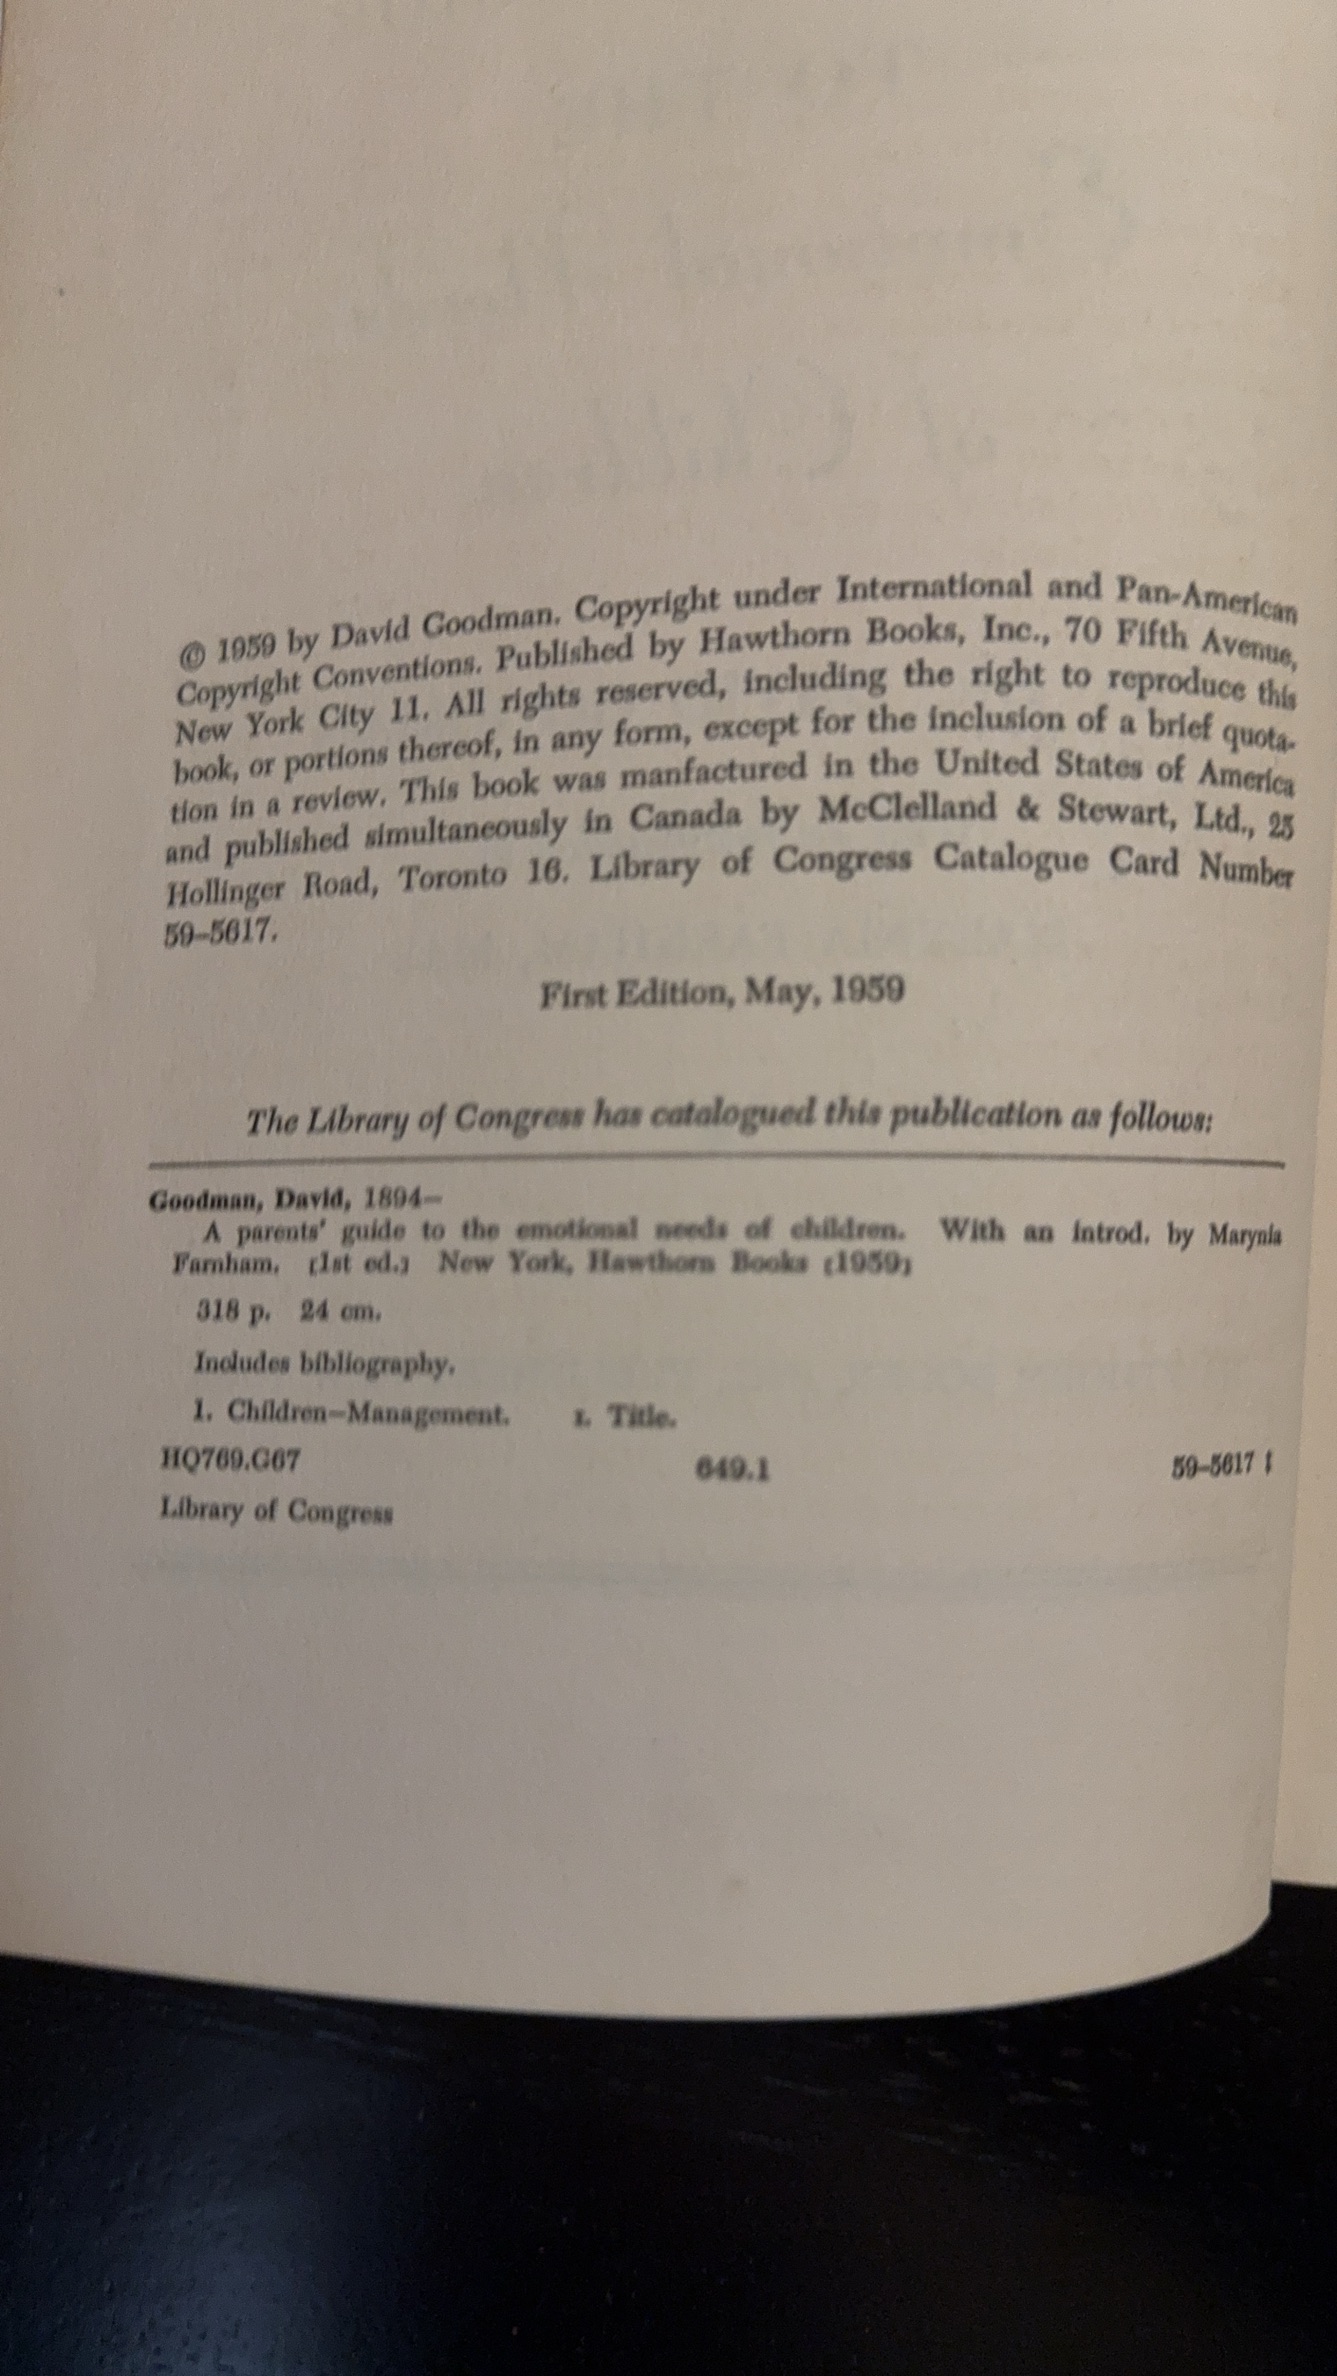 © 1959 by David Goodman. Copyright under International and Pan-American
Copyright Conventions. Published by Hawthorn Books, Inc., 70 Fifth Avenue,
New York City 11. All rights reserved, including the right to reproduce this
book, or portions thereof, in any form, except for the inclusion of a brief quota-
tion in a review. This book was manfactured in the United States of America
and published simultaneously in Canada by McClelland & Stewart, Ltd., 25
Hollinger Road, Toronto 16. Library of Congress Catalogue Card Number
59–5617.
First Edition, May, 1959
The Library of Congress has catalogued this publication as follows:
Goodman, David, 1894–
A parents' guide to the emotional needs of children. With an introd. by Marynia
Farnham. [1st ed.] New York, Hawthorn Books [1959]
318 p. 24 cm.
Includes bibliography.
1. Children—Management. I. Title.
HQ769.G67 649.1 59–5617 ‡
Library of Congress